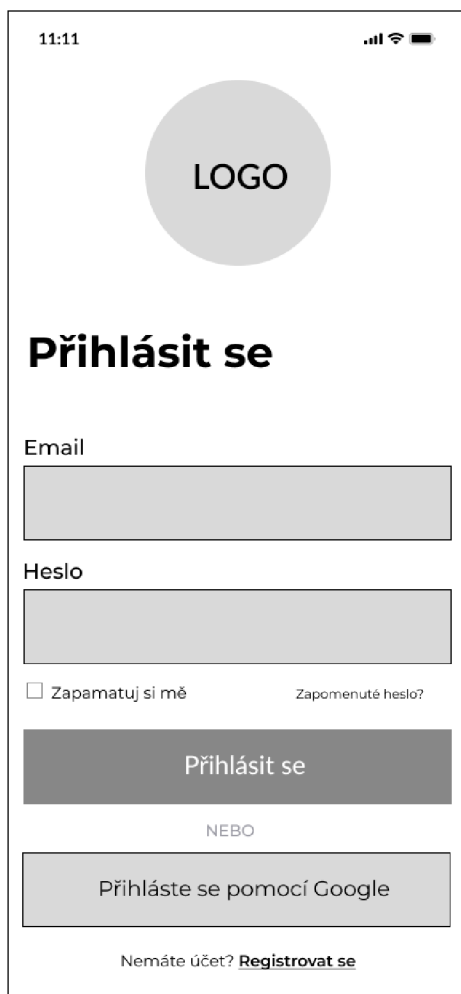 11:11
LOGO
Přihlásit se
Email
Heslo
Zapamatuj si mě
Zapomenuté heslo?
Přihlásit se
NEBO
Přihláste se pomocí Google
Nemáte účet? Registrovat se